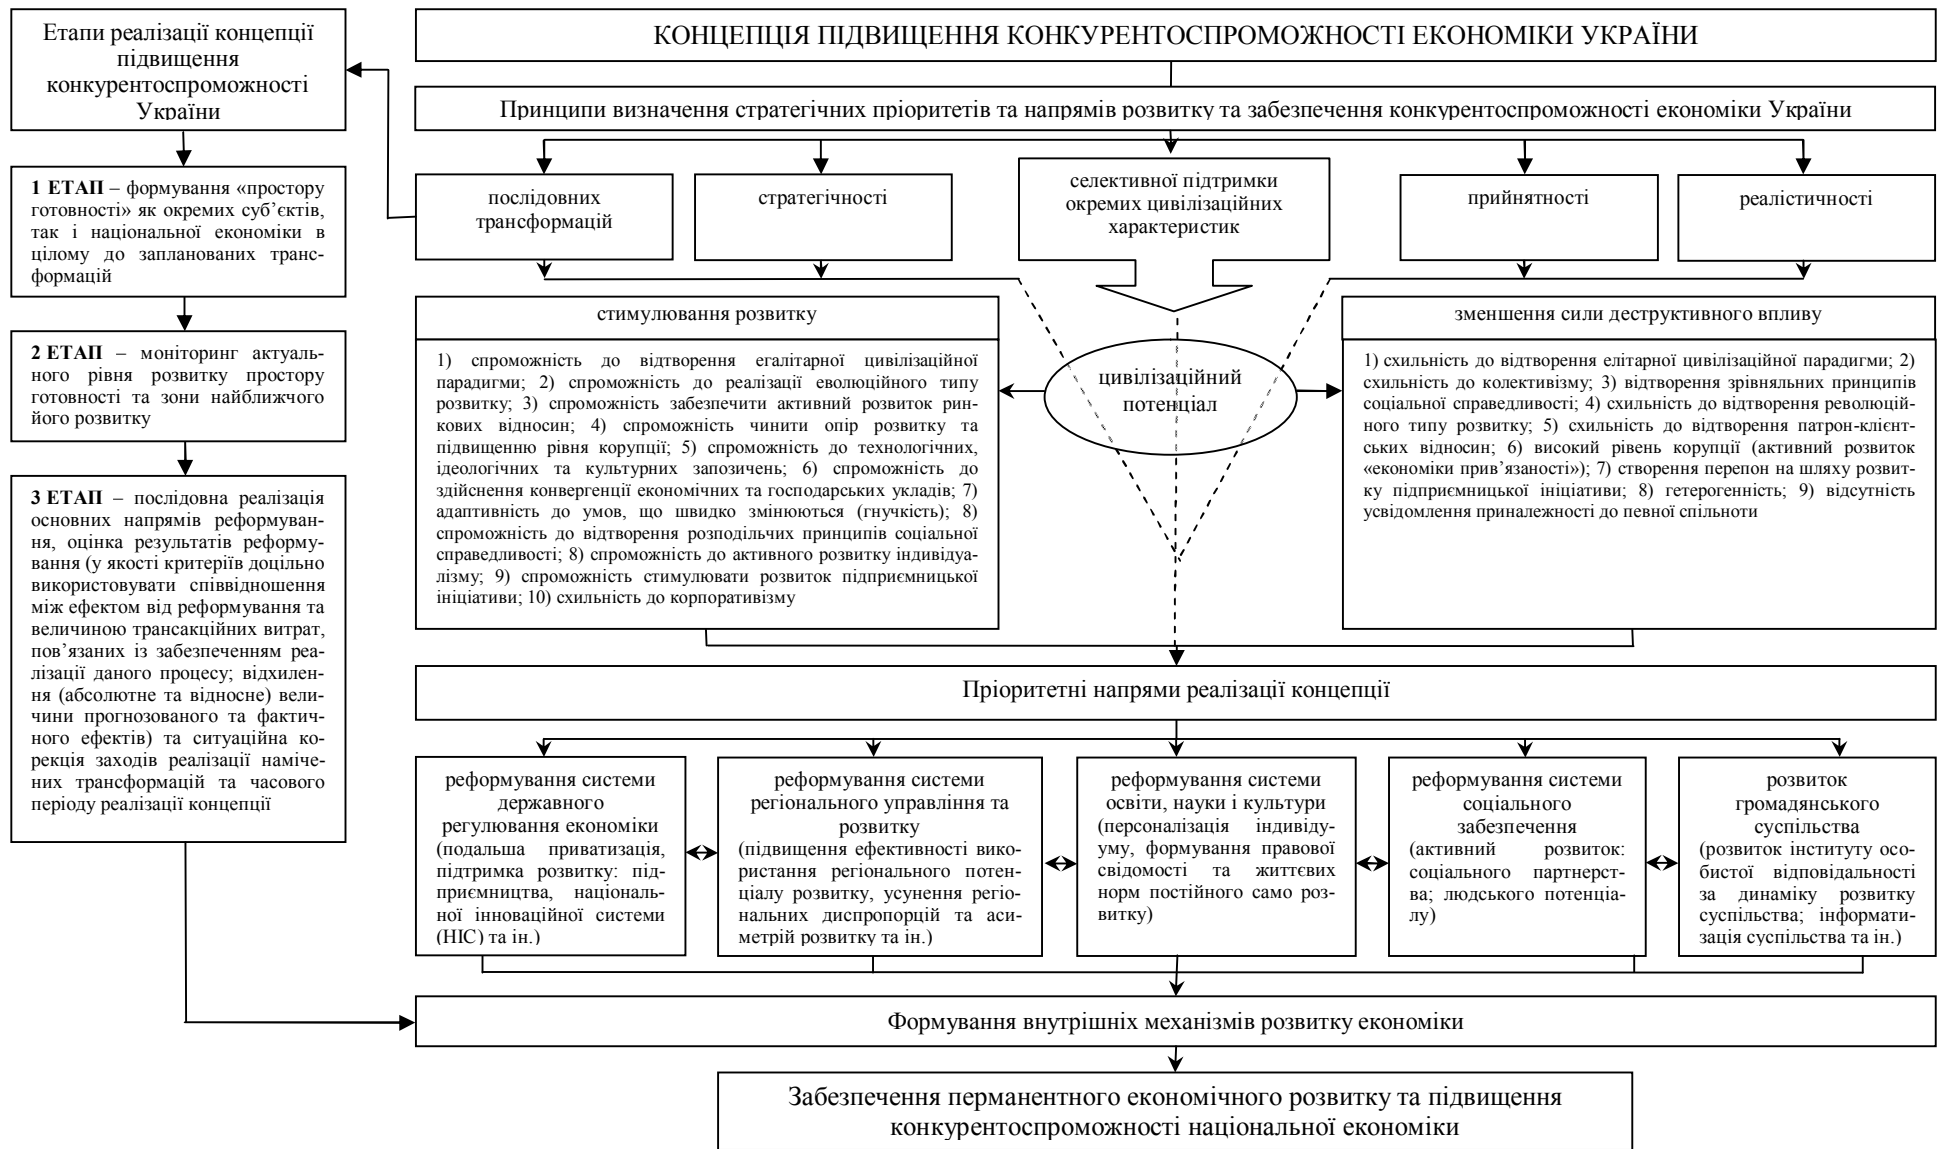 Етапи реалізації концепції
підвищення
конкурентоспроможності
України
1 ЕТАП – формування «простору
готовності» як окремих суб’єктів,
так і національної економіки в
цілому до запланованих транс-
формацій
2 ЕТАП – моніторинг актуаль-
ного рівня розвитку простору
готовності та зони найближчого
його розвитку
3 ЕТАП – послідовна реалізація
основних напрямів реформуван-
ня, оцінка результатів реформу-
вання (у якості критеріїв доцільно
використовувати співвідношення
між ефектом від реформування та
величиною трансакційних витрат,
пов’язаних із забезпеченням реа-
лізації даного процесу; відхилен-
ня (абсолютне та відносне) вели-
чини прогнозованого та фактич-
ного ефектів) та ситуаційна ко-
рекція заходів реалізації наміче-
них трансформацій та часового
періоду реалізації концепції
КОНЦЕПЦІЯ ПІДВИЩЕННЯ КОНКУРЕНТОСПРОМОЖНОСТІ ЕКОНОМІКИ УКРАЇНИ
Принципи визначення стратегічних пріоритетів та напрямів розвитку та забезпечення конкурентоспроможності економіки України
послідовних
трансформацій
стратегічності
селективної підтримки
окремих цивілізаційних
характеристик
прийнятності
реалістичності
стимулювання розвитку
1) спроможність до відтворення егалітарної цивілізаційної
парадигми; 2) спроможність до реалізації еволюційного типу
розвитку; 3) спроможність забезпечити активний розвиток рин-
кових відносин; 4) спроможність чинити опір розвитку та
підвищенню рівня корупції; 5) спроможність до технологічних,
ідеологічних та культурних запозичень; 6) спроможність до
здійснення конвергенції економічних та господарських укладів; 7)
адаптивність до умов, що швидко змінюються (гнучкість); 8)
спроможність до відтворення розподільчих принципів соціальної
справедливості; 8) спроможність до активного розвитку індивідуа-
лізму; 9) спроможність стимулювати розвиток підприємницької
ініціативи; 10) схильність до корпоративізму
цивілізаційний
потенціал
зменшення сили деструктивного впливу
1) схильність до відтворення елітарної цивілізаційної парадигми; 2)
схильність до колективізму; 3) відтворення зрівняльних принципів
соціальної справедливості; 4) схильність до відтворення революцій-
ного типу розвитку; 5) схильність до відтворення патрон-клієнт-
ських відносин; 6) високий рівень корупції (активний розвиток
«економіки прив’язаності»); 7) створення перепон на шляху розвит-
ку підприємницької ініціативи; 8) гетерогенність; 9) відсутність
усвідомлення приналежності до певної спільноти
Пріоритетні напрями реалізації концепції
реформування системи
державного
регулювання економіки
(подальша приватизація,
підтримка розвитку: під-
приємництва, національ-
ної інноваційної системи
(НІС) та ін.)
реформування системи
регіонального управління та
розвитку
(підвищення ефективності вико-
ристання регіонального потен-
ціалу розвитку, усунення регіо-
нальних диспропорцій та аси-
метрій розвитку та ін.)
реформування системи
освіти, науки і культури
(персоналізація індивіду-
уму, формування правової
свідомості та життєвих
норм постійного само роз-
витку)
реформування системи
соціального
забезпечення
(активний розвиток:
соціального партнерст-
ва; людського потенціа-
лу)
розвиток
громадянського
суспільства
(розвиток інституту осо-
бистої відповідальності
за динаміку розвитку
суспільства; інформати-
зація суспільства та ін.)
Формування внутрішніх механізмів розвитку економіки
Забезпечення перманентного економічного розвитку та підвищення
конкурентоспроможності національної економіки